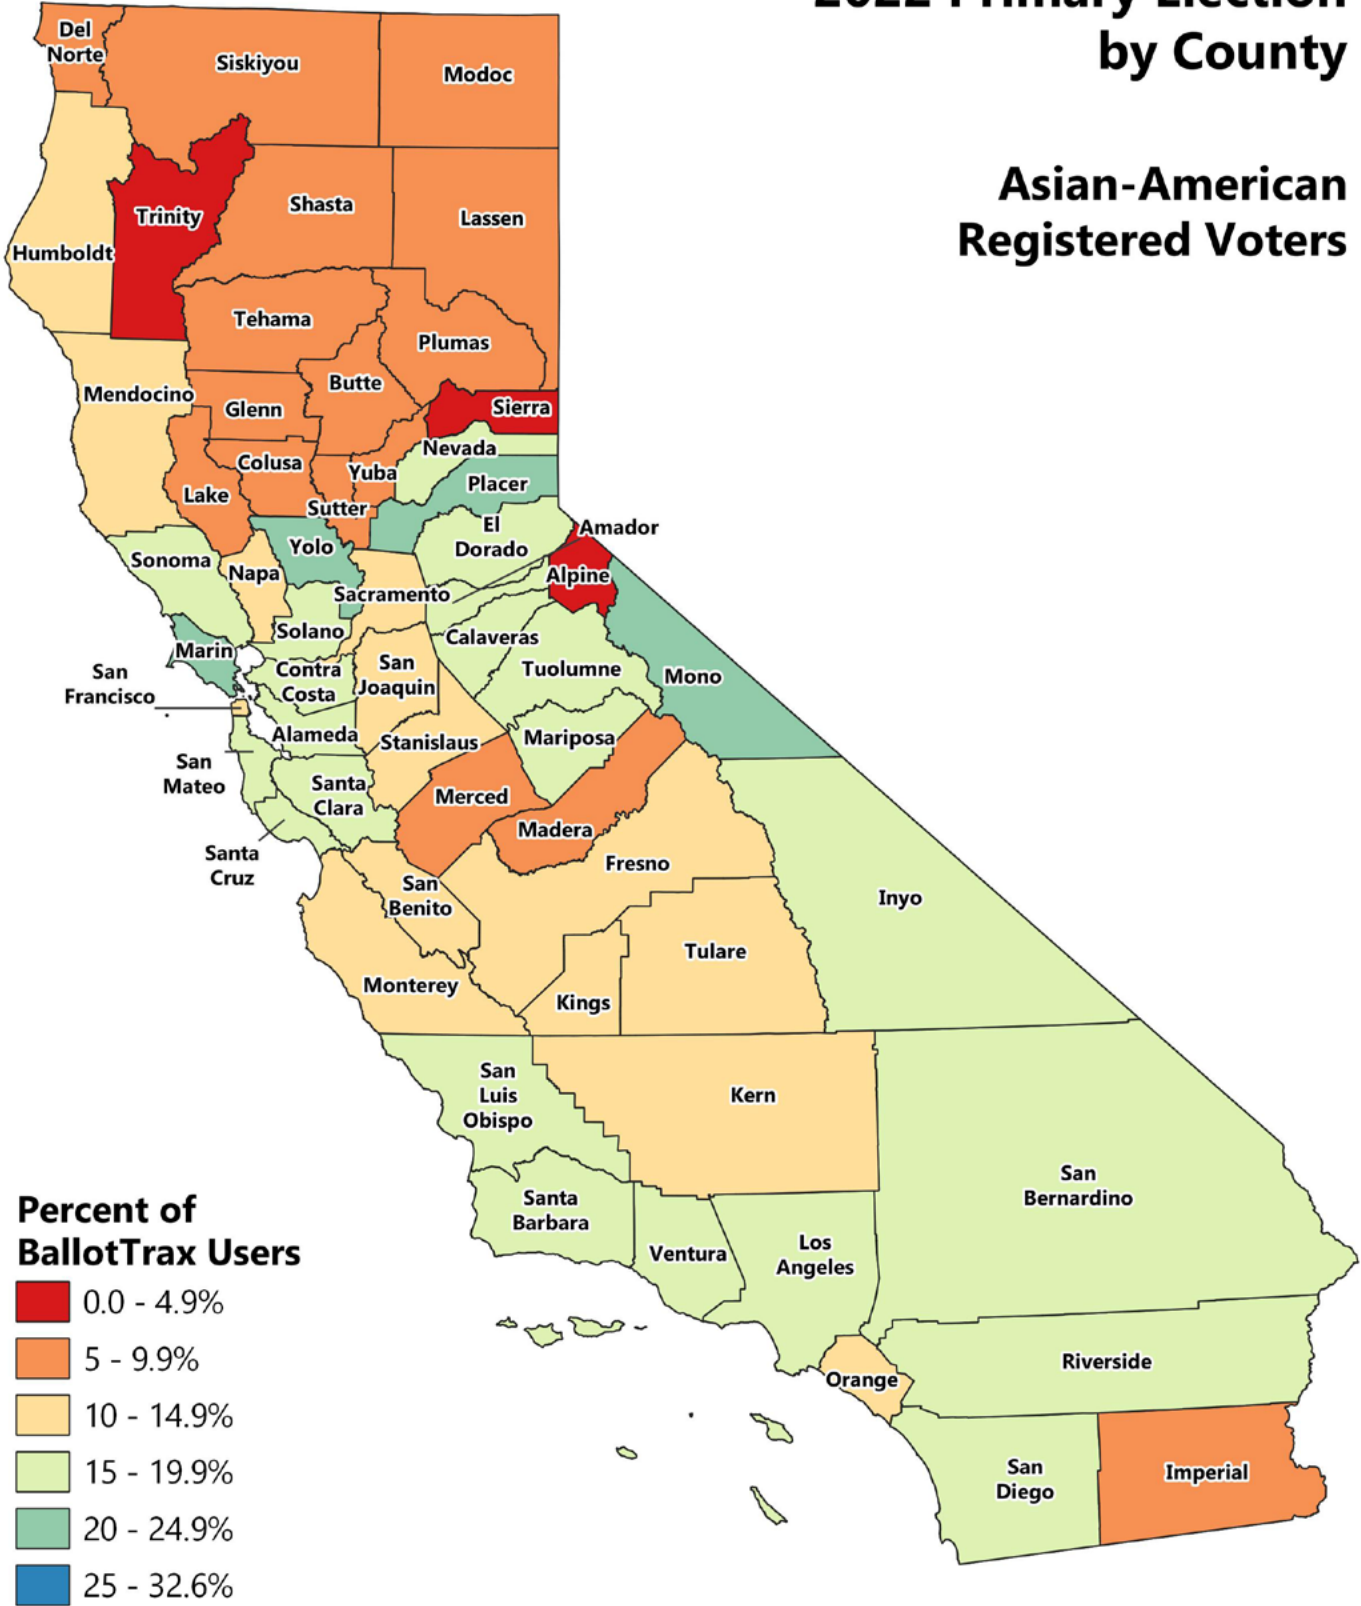 2022 Primary Election
by County
Asian-American
Registered Voters
Del
Norte
Siskiyou
Modoc
Trinity
Shasta
Lassen
Humboldt
Tehama
Plumas
Mendocino
Butte
Glenn
Sierra
Nevada
Colusa
Yuba
Placer
Lake
Sutter
El
Dorado
Amador
Yolo
Sonoma
Napa
Alpine
Sacramento
Solano
Calaveras
Marin
Contra
Costa
San
Joaquin
Tuolumne
Mono
San
Francisco
Alameda
Stanislaus
Mariposa
San
Mateo
Santa
Clara
Merced
Madera
Santa
Cruz
Fresno
San
Benito
Inyo
Tulare
Monterey
Kings
San
Luis
Obispo
Kern
San
Bernardino
Santa
Barbara
Ventura
Los
Angeles
Riverside
Orange
San
Diego
Imperial
Percent of
BallotTrax Users
0.0 - 4.9%
5 - 9.9%
10 - 14.9%
15 - 19.9%
20 - 24.9%
25 - 32.6%